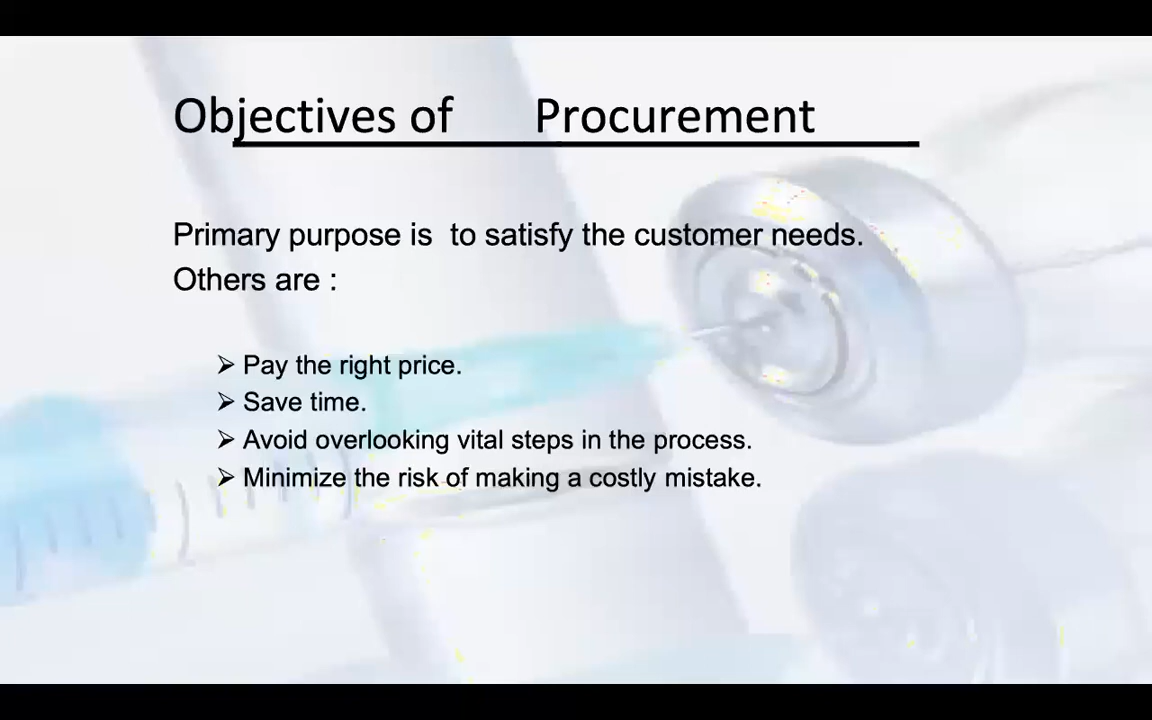 Objectives of Procurement
Primary purpose is to satisfy the customer needs.
Others are :
➢ Pay the right price.
➢ Save time.
➢ Avoid overlooking vital steps in the process.
➢ Minimize the risk of making a costly mistake.